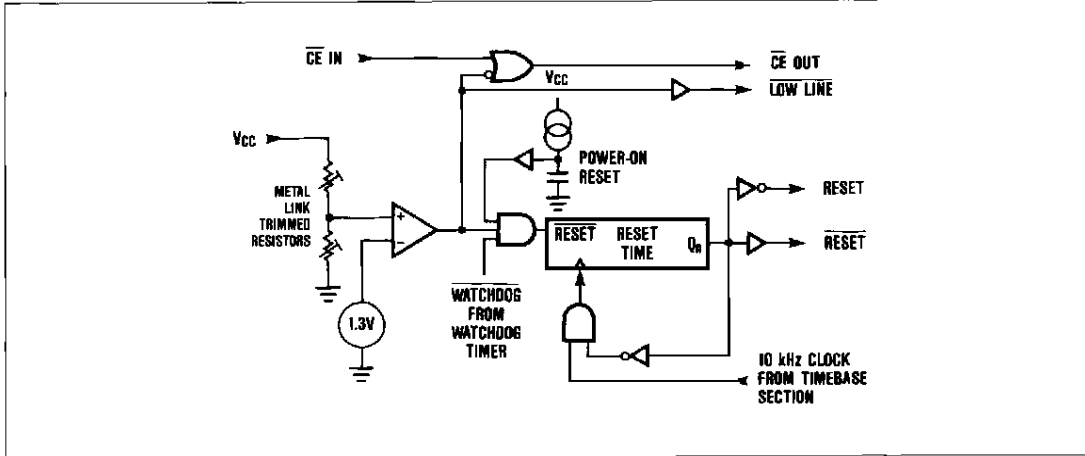 CE IN
CE OUT
VCC
LOW LINE
VCC
POWER-ON
RESET
METAL
LINK
TRIMMED
RESISTORS
+
−
1.3V
RESET RESET
TIME
QR
RESET
RESET
WATCHDOG
FROM
WATCHDOG
TIMER
10 kHz CLOCK
FROM TIMEBASE
SECTION